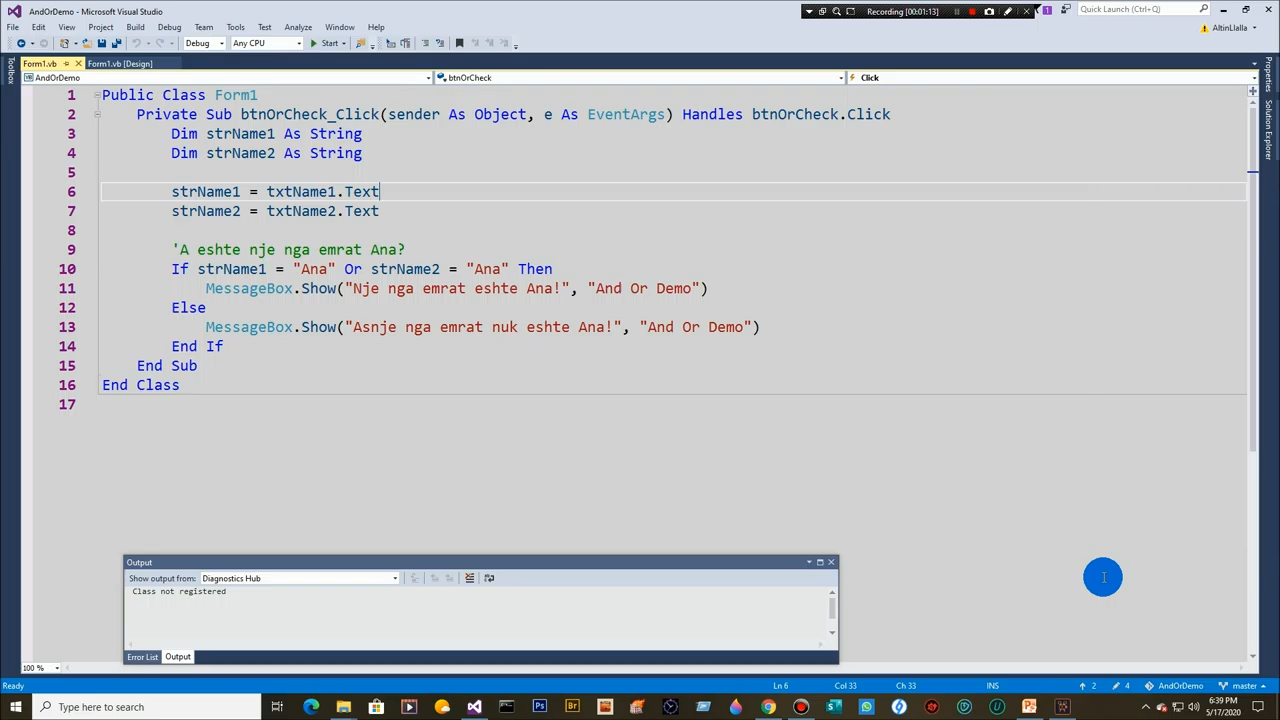 AndOrDemo - Microsoft Visual Studio
Recording [00:01:13]
1
Quick Launch (Ctrl+Q)
File Edit View Project Build Debug Team Tools Test Analyze Window Help
AltinLlalla
Debug Any CPU Start
Form1.vb Form1.vb [Design]
AndOrDemo btnOrCheck Click
Toolbox
Properties
Solution Explorer
1 Public Class Form1
2 Private Sub btnOrCheck_Click(sender As Object, e As EventArgs) Handles btnOrCheck.Click
3 Dim strName1 As String
4 Dim strName2 As String
5
6 strName1 = txtName1.Text
7 strName2 = txtName2.Text
8
9 'A eshte nje nga emrat Ana?
10 If strName1 = "Ana" Or strName2 = "Ana" Then
11 MessageBox.Show("Nje nga emrat eshte Ana!", "And Or Demo")
12 Else
13 MessageBox.Show("Asnje nga emrat nuk eshte Ana!", "And Or Demo")
14 End If
15 End Sub
16 End Class
17
Output
Show output from: Diagnostics Hub
Class not registered
Error List Output
100 %
Ready Ln 6 Col 33 Ch 33 INS 2 4 AndOrDemo master
Type here to search
6:39 PM
5/17/2020